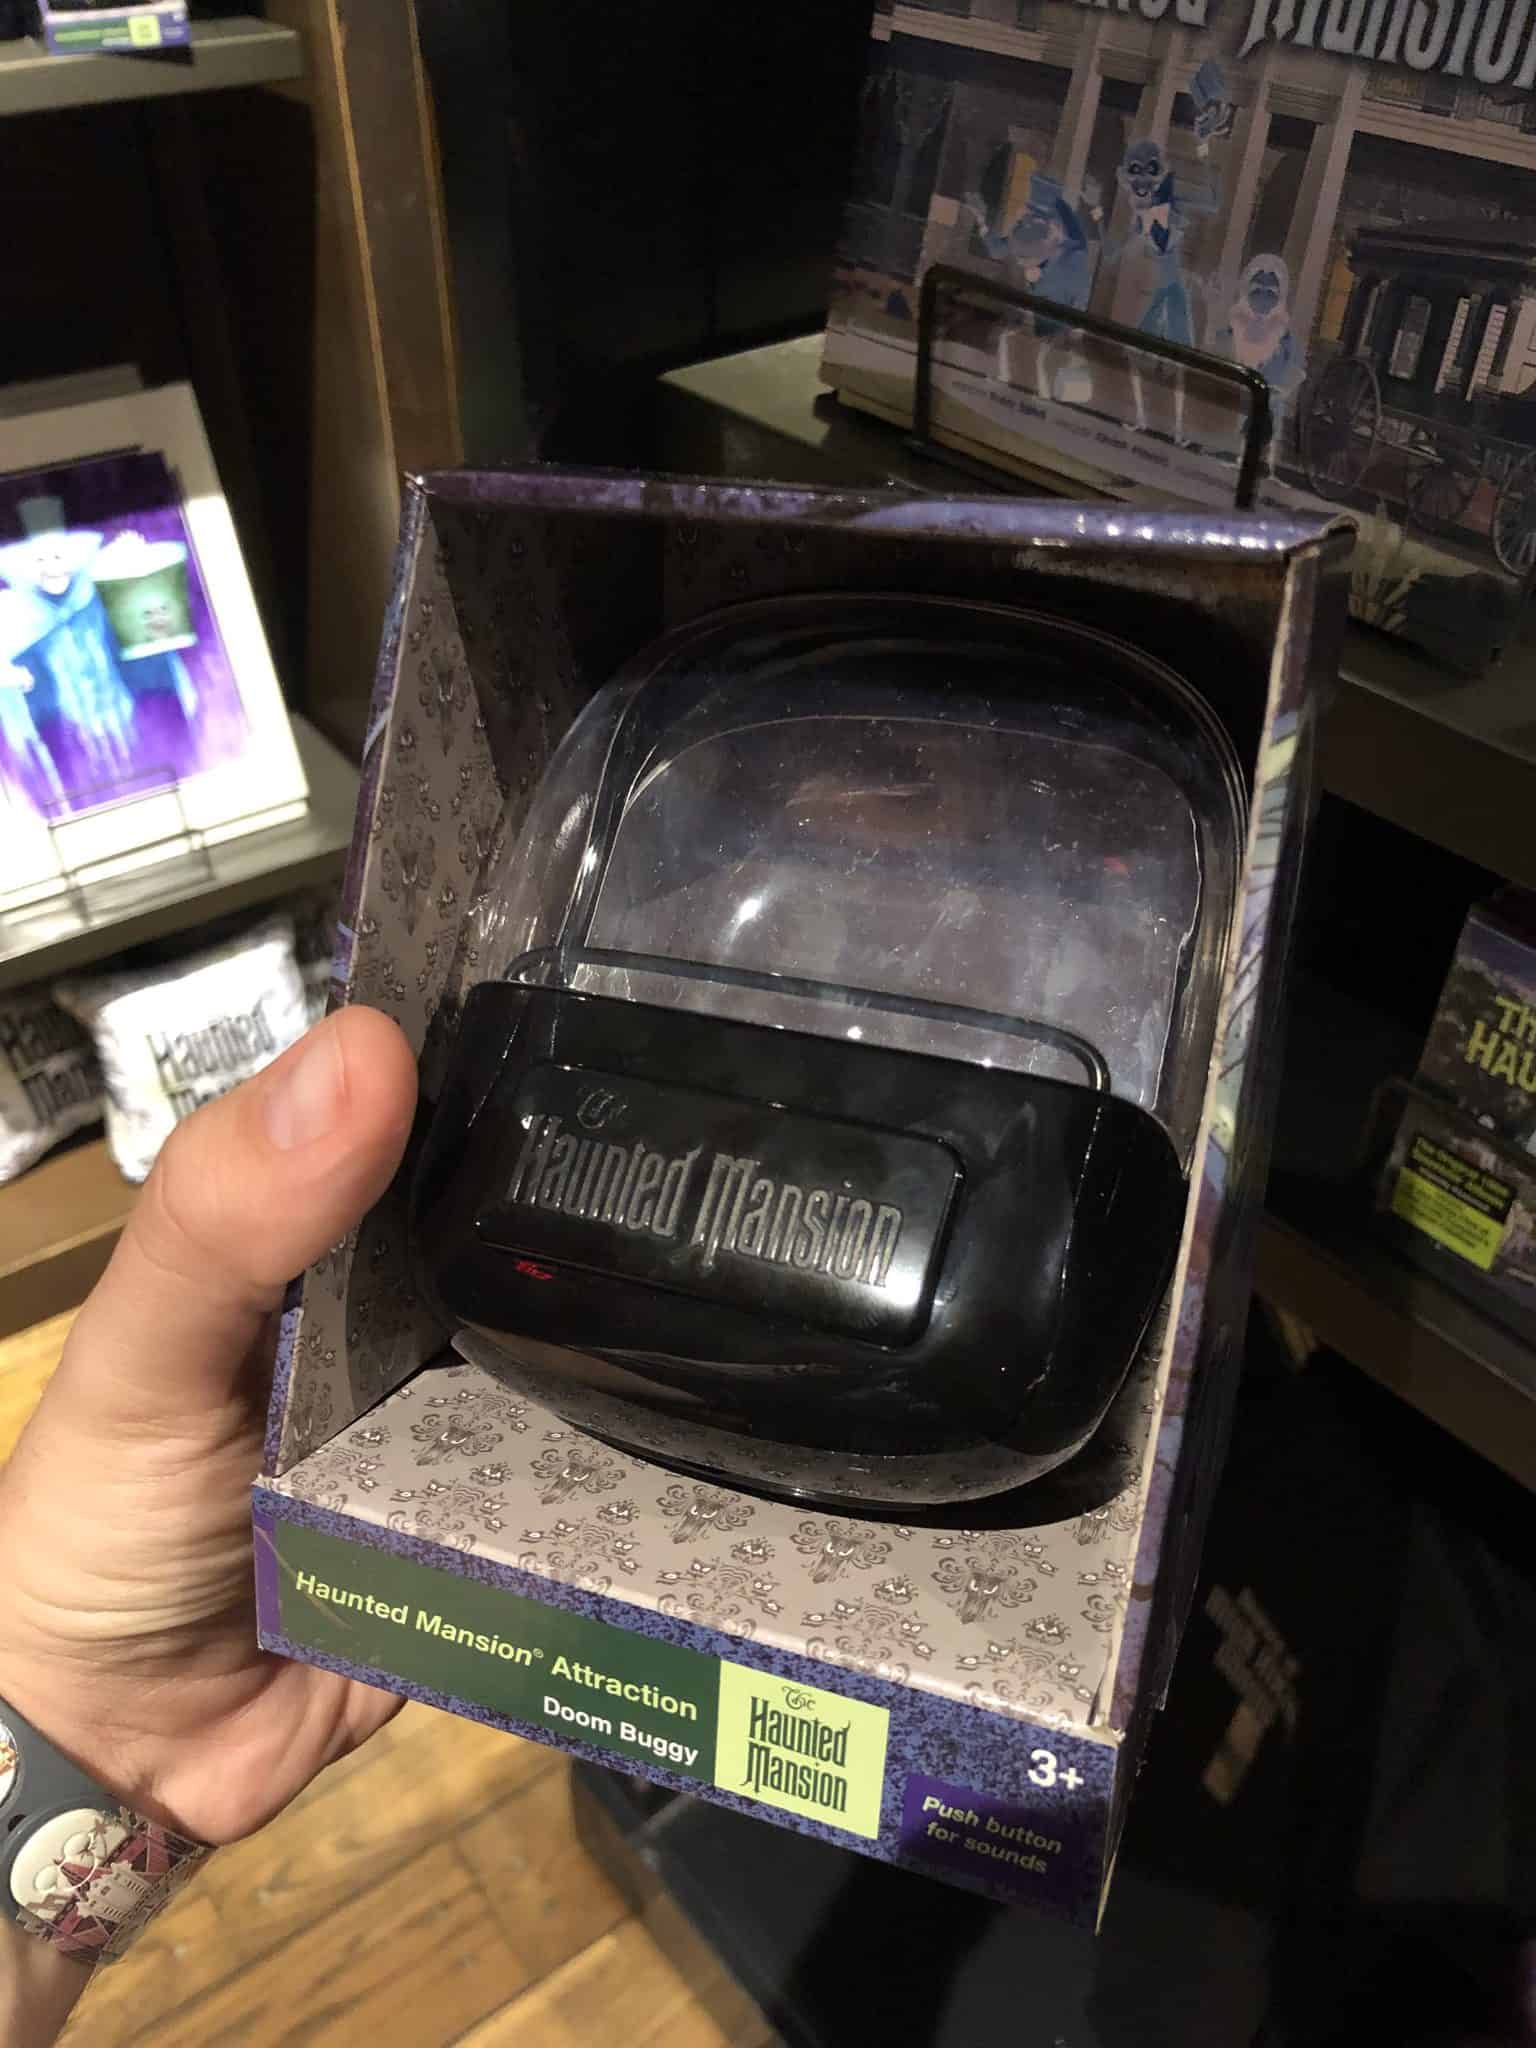 Mansion
Haunted
The
Haunted Mansion
Haunted Mansion® Attraction
Doom Buggy
The
Haunted
Mansion
3+
Push button
for sounds